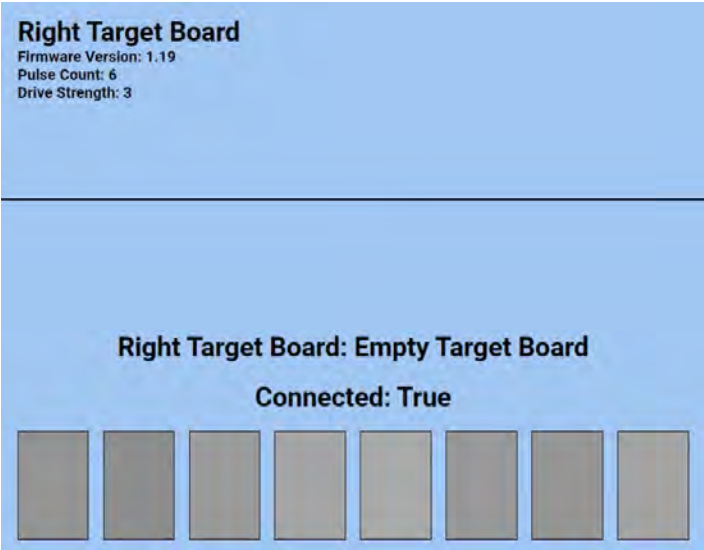 Right Target Board
Firmware Version: 1.19
Pulse Count: 6
Drive Strength: 3
Right Target Board: Empty Target Board
Connected: True